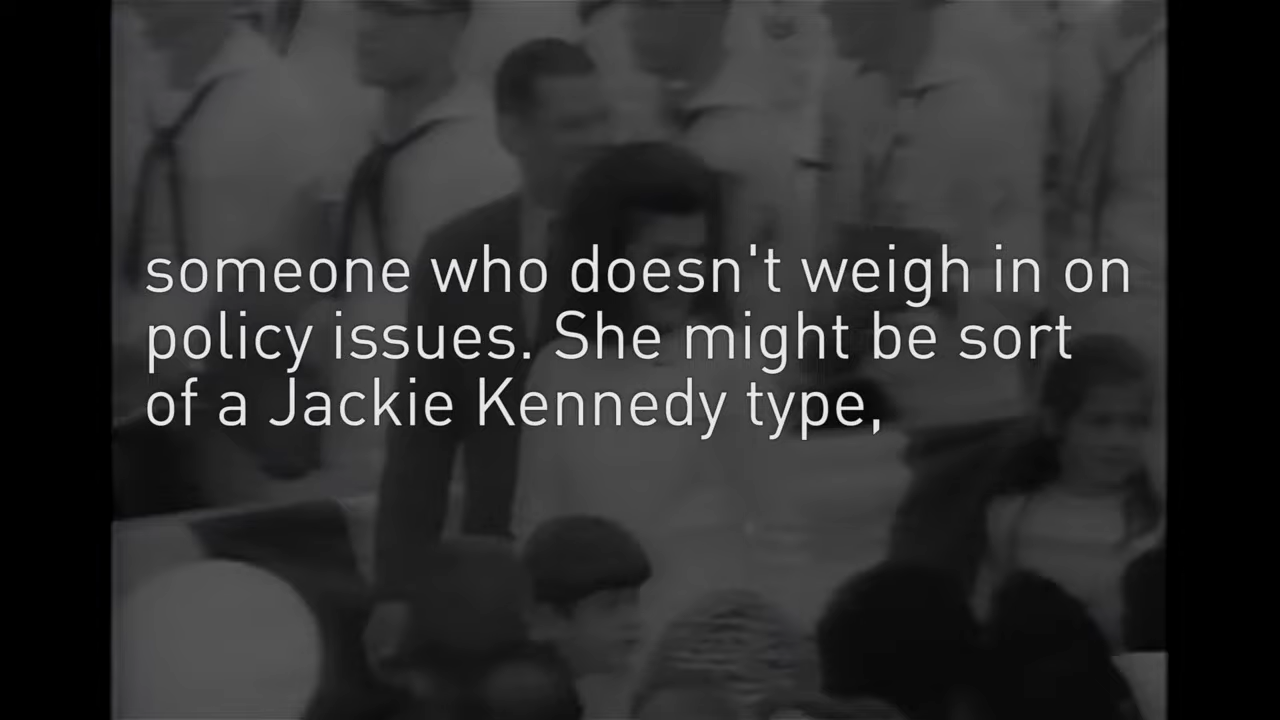 someone who doesn't weigh in on
policy issues. She might be sort
of a Jackie Kennedy type,